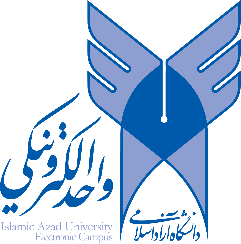 واحد الکترونیکی
Islamic Azad University
Electronic Campus
دانشگاه آزاد اسلامی